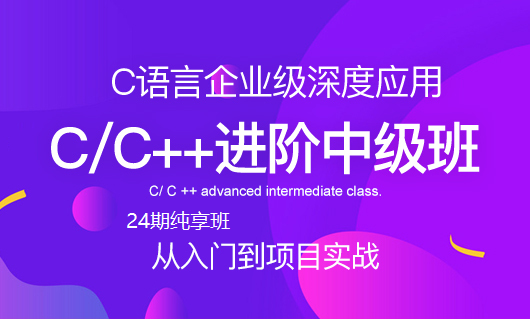 C语言企业级深度应用
C/C++进阶中级班
C/ C ++ advanced intermediate class.
24期纯享班
从入门到项目实战